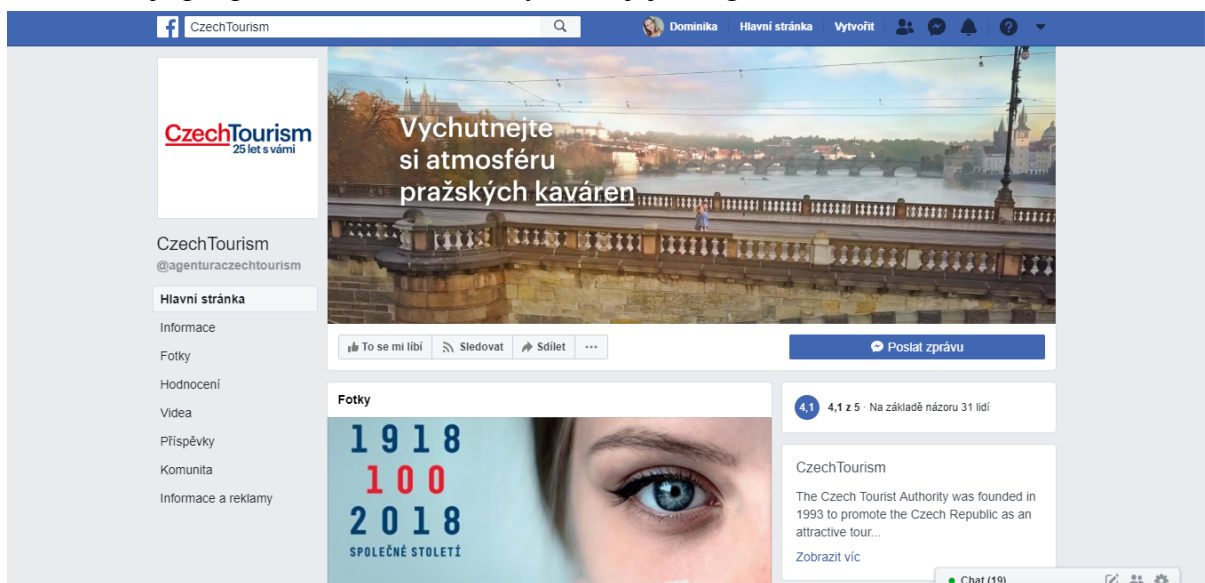 CzechTourism
Dominika
Hlavní stránka
Vytvořit
CzechTourism
25 let s vámi
Vychutnejte
si atmosféru
pražských kaváren
CzechTourism
@agenturaczechtourism
Hlavní stránka
Informace
Fotky
Hodnocení
Videa
Příspěvky
Komunita
Informace a reklamy
To se mi líbí
Sledovat
Sdílet
Poslat zprávu
Fotky
1918
100
2018
SPOLEČNÉ STOLETÍ
4,1
4,1 z 5 · Na základě názoru 31 lidí
CzechTourism
The Czech Tourist Authority was founded in
1993 to promote the Czech Republic as an
attractive tour...
Zobrazit víc
Chat (19)